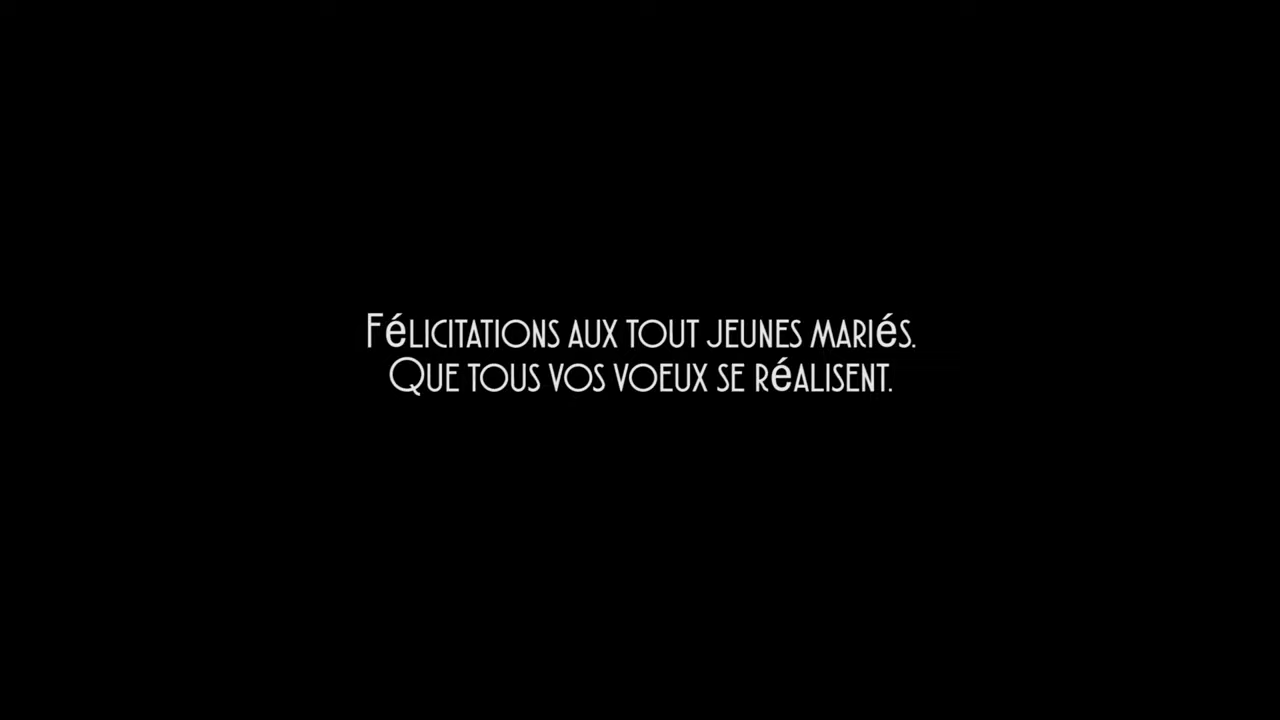 Félicitations aux tout jeunes mariés.
Que tous vos voeux se réalisent.